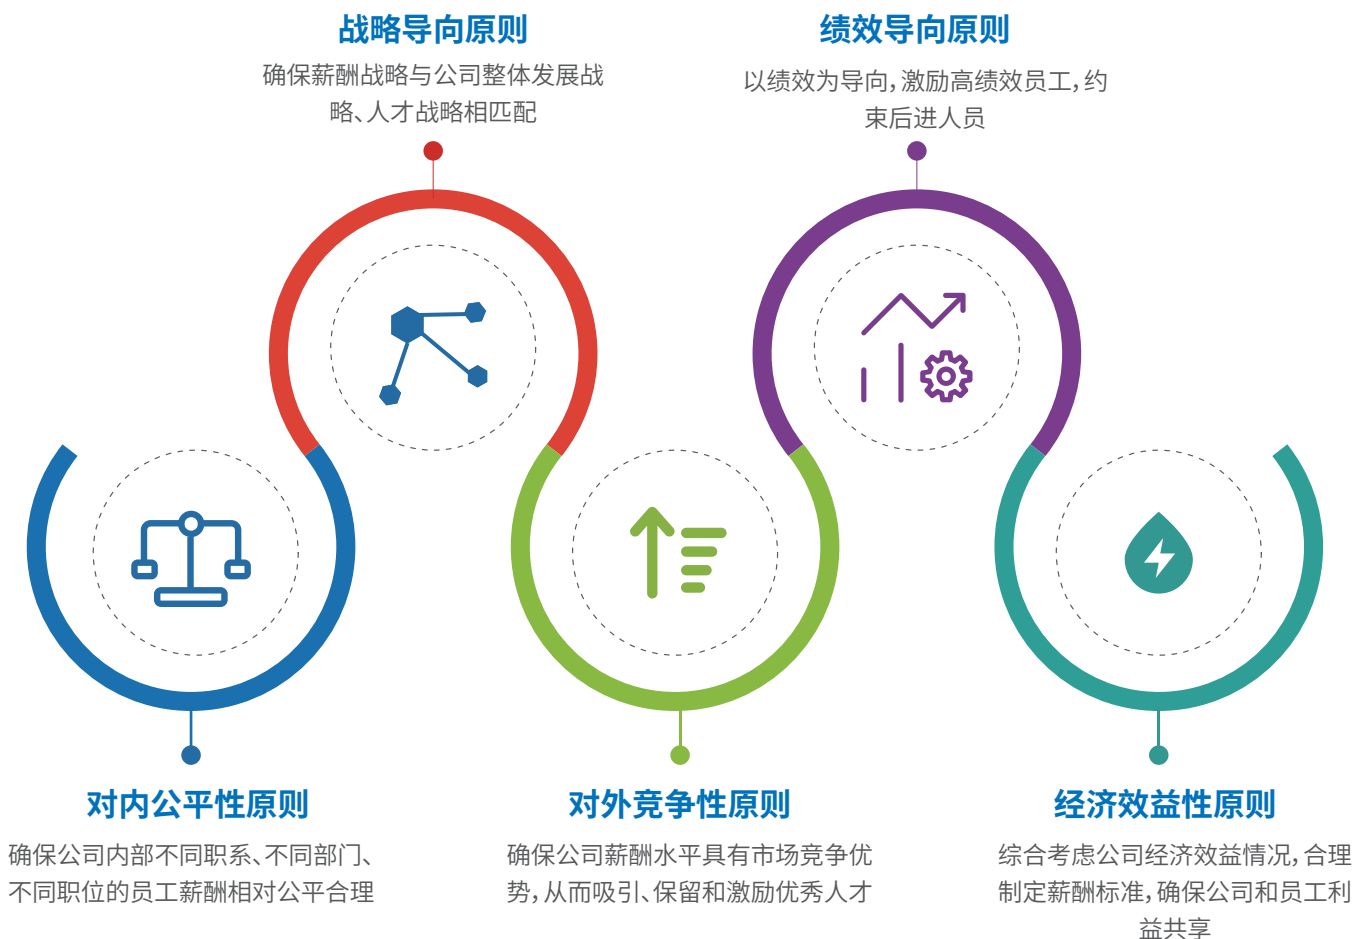 战略导向原则
确保薪酬战略与公司整体发展战
略、人才战略相匹配
绩效导向原则
以绩效为导向，激励高绩效员工，约
束后进人员
对内公平性原则
确保公司内部不同职系、不同部门、
不同职位的员工薪酬相对公平合理
对外竞争性原则
确保公司薪酬水平具有市场竞争优
势，从而吸引、保留和激励优秀人才
经济效益性原则
综合考虑公司经济效益情况，合理
制定薪酬标准，确保公司和员工利
益共享